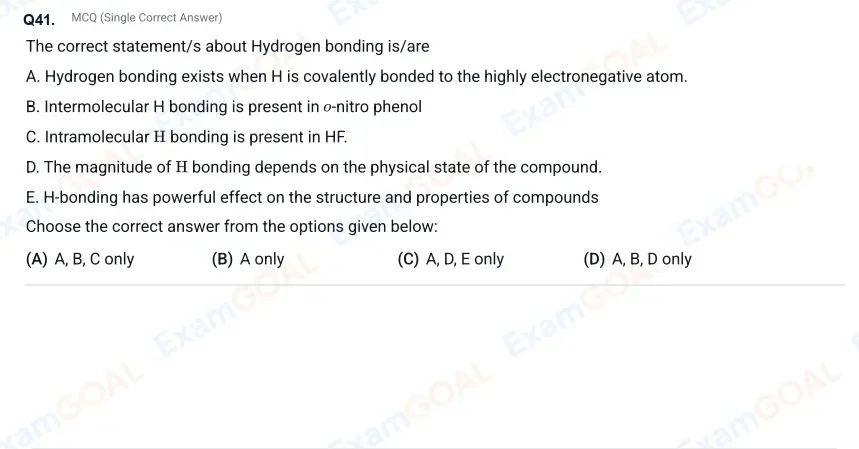 Q41. MCQ (Single Correct Answer)
The correct statement/s about Hydrogen bonding is/are
A. Hydrogen bonding exists when H is covalently bonded to the highly electronegative atom.
B. Intermolecular H bonding is present in o-nitro phenol
C. Intramolecular H bonding is present in HF.
D. The magnitude of H bonding depends on the physical state of the compound.
E. H-bonding has powerful effect on the structure and properties of compounds
Choose the correct answer from the options given below:
(A) A, B, C only (B) A only (C) A, D, E only (D) A, B, D only
ExamGOAL